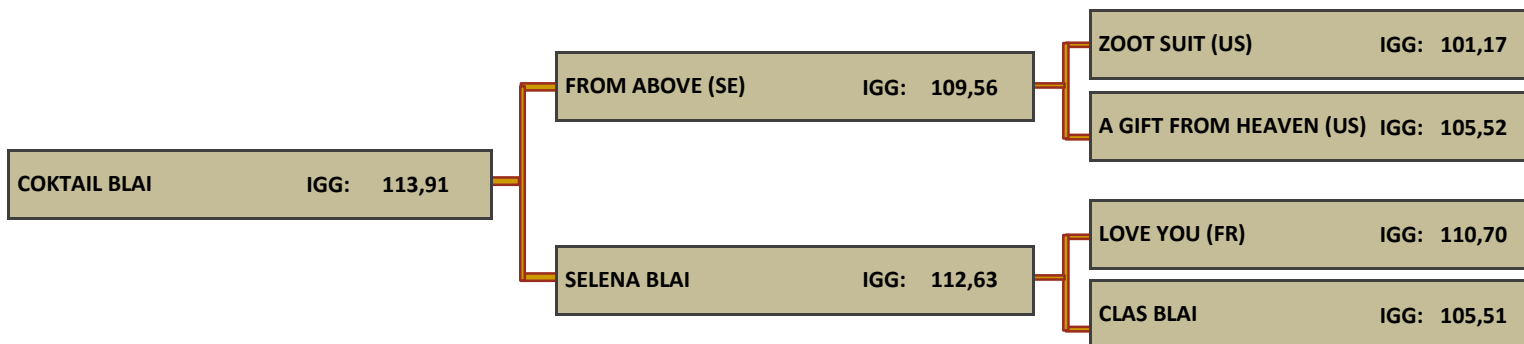 ZOOT SUIT (US) IGG: 101,17
FROM ABOVE (SE) IGG: 109,56
A GIFT FROM HEAVEN (US) IGG: 105,52
COKTAIL BLAI IGG: 113,91
LOVE YOU (FR) IGG: 110,70
SELENA BLAI IGG: 112,63
CLAS BLAI IGG: 105,51